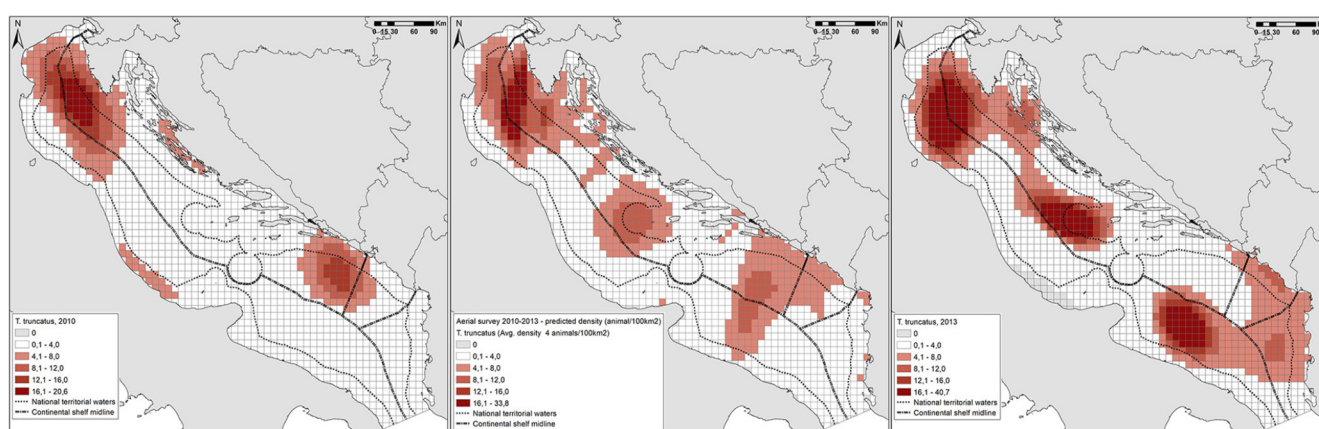 N
Km
0 15 30 60 90
T. truncatus, 2010
0
0,1 - 4,0
4,1 - 8,0
8,1 - 12,0
12,1 - 16,0
16,1 - 20,6
National territorial waters
Continental shelf midline
N
Km
0 15 30 60 90
Aerial survey 2010-2013 - predicted density (animal/100km2)
T. truncatus (Avg. density 4 animals/100km2)
0
0,1 - 4,0
4,1 - 8,0
8,1 - 12,0
12,1 - 16,0
16,1 - 33,8
National territorial waters
Continental shelf midline
N
Km
0 15 30 60 90
T. truncatus, 2013
0
0,1 - 4,0
4,1 - 8,0
8,1 - 12,0
12,1 - 16,0
16,1 - 40,7
National territorial waters
Continental shelf midline